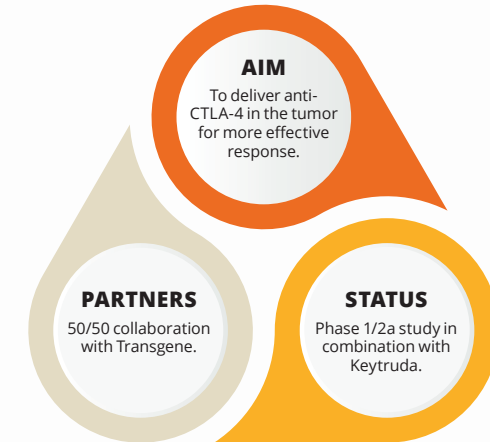 AIM
To deliver anti-
CTLA-4 in the tumor
for more effective
response.
PARTNERS
50/50 collaboration
with Transgene.
STATUS
Phase 1/2a study in
combination with
Keytruda.